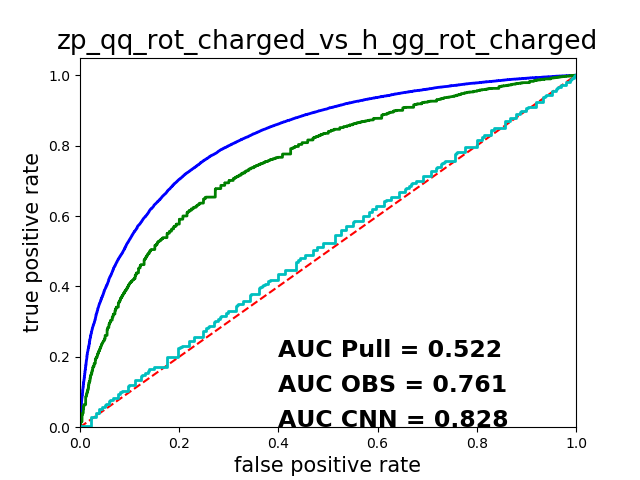 zp_qq_rot_charged_vs_h_gg_rot_charged
true positive rate
1.0
0.8
0.6
0.4
0.2
0.0
AUC Pull = 0.522
AUC OBS = 0.761
AUC CNN = 0.828
0.0 0.2 0.4 0.6 0.8 1.0
false positive rate